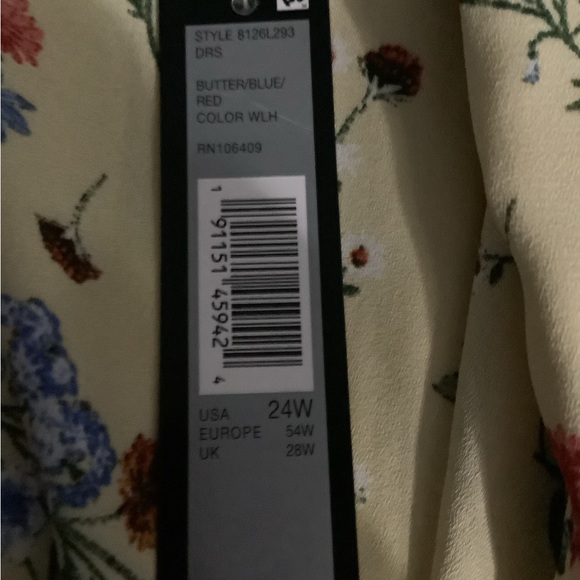 STYLE 8126L293
DRS
BUTTER/BLUE/
RED
COLOR WLH
RN106409
1 91151 45942 4
USA 24W
EUROPE 54W
UK 28W